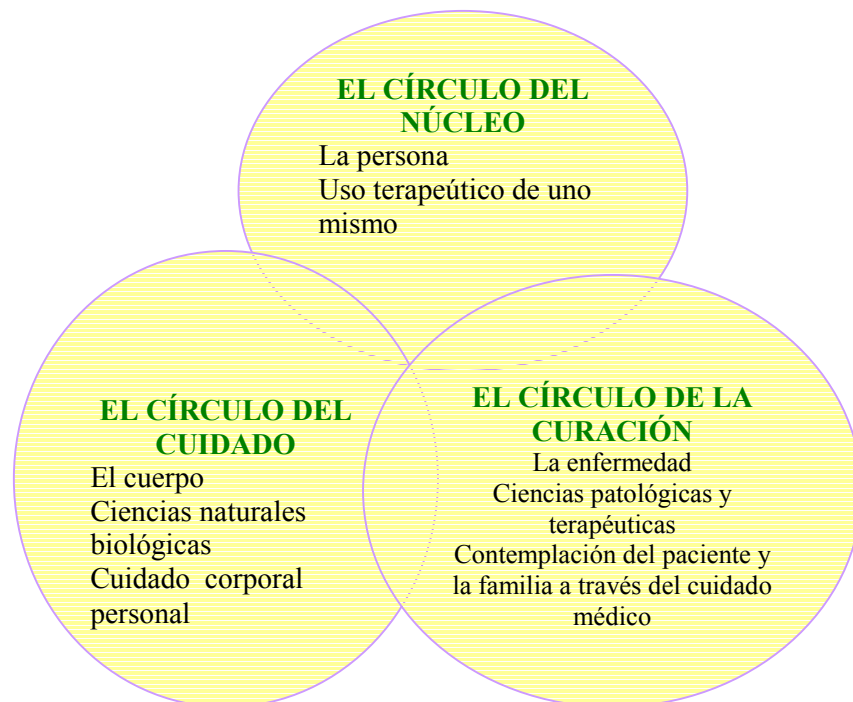 EL CÍRCULO DEL
NÚCLEO
La persona
Uso terapeútico de uno
mismo
EL CÍRCULO DEL
CUIDADO
El cuerpo
Ciencias naturales
biológicas
Cuidado corporal
personal
EL CÍRCULO DE LA
CURACIÓN
La enfermedad
Ciencias patológicas y
terapéuticas
Contemplación del paciente y
la familia a través del cuidado
médico